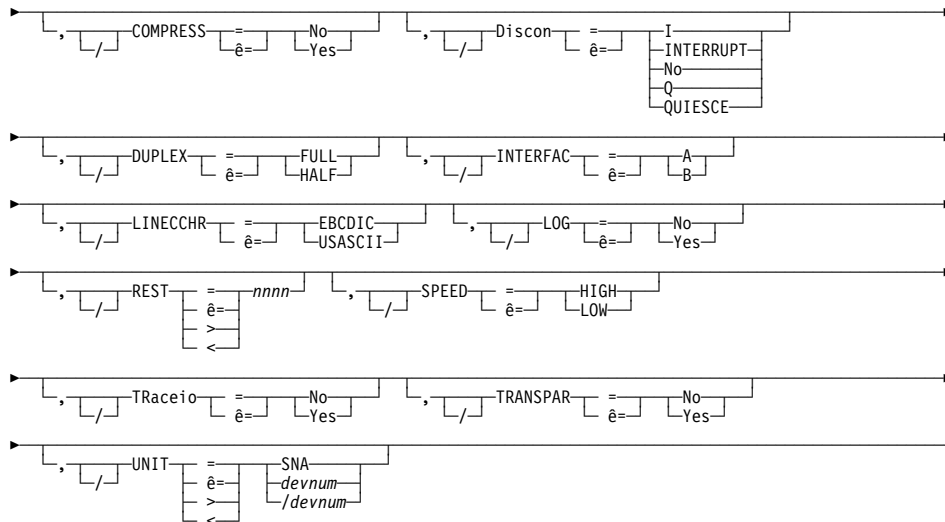 , / COMPRESS = No , / Discon = I
ê= Yes ê= INTERRUPT
No
Q
QUIESCE
, / DUPLEX = FULL , / INTERFAC = A
ê= HALF ê= B
, / LINECCHR = EBCDIC , / LOG = No
ê= USASCII ê= Yes
, / REST = nnnn , / SPEED = HIGH
ê= ê= LOW
>
<
, / TRaceio = No , / TRANSPAR = No
ê= Yes ê= Yes
, / UNIT = SNA
ê= devnum
> /devnum
<